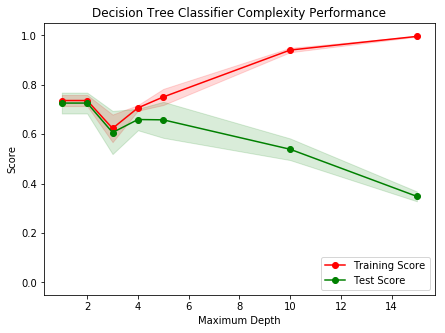 Decision Tree Classifier Complexity Performance
Score
1.0
0.8
0.6
0.4
0.2
0.0
2 4 6 8 10 12 14
Maximum Depth
Training Score
Test Score